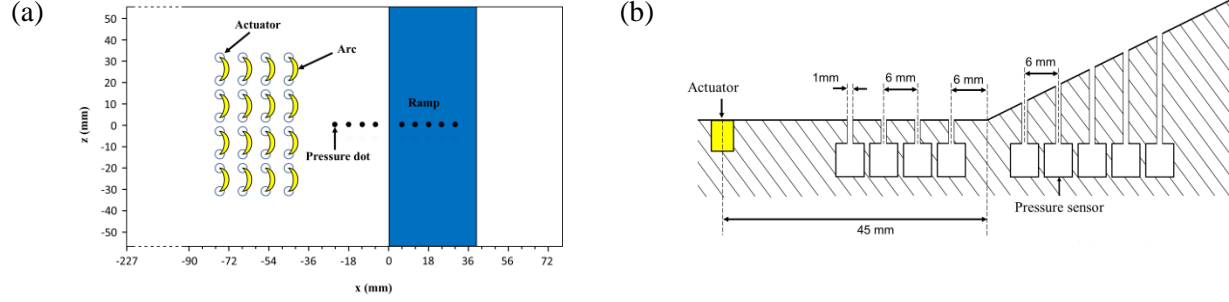 (a)
Actuator
Arc
Ramp
Pressure dot
z (mm)
50
40
30
20
10
0
-10
-20
-30
-40
-50
-227 -90 -72 -54 -36 -18 0 18 36 54 72
x (mm)
(b)
6 mm
1mm
6 mm
6 mm
Actuator
Pressure sensor
45 mm